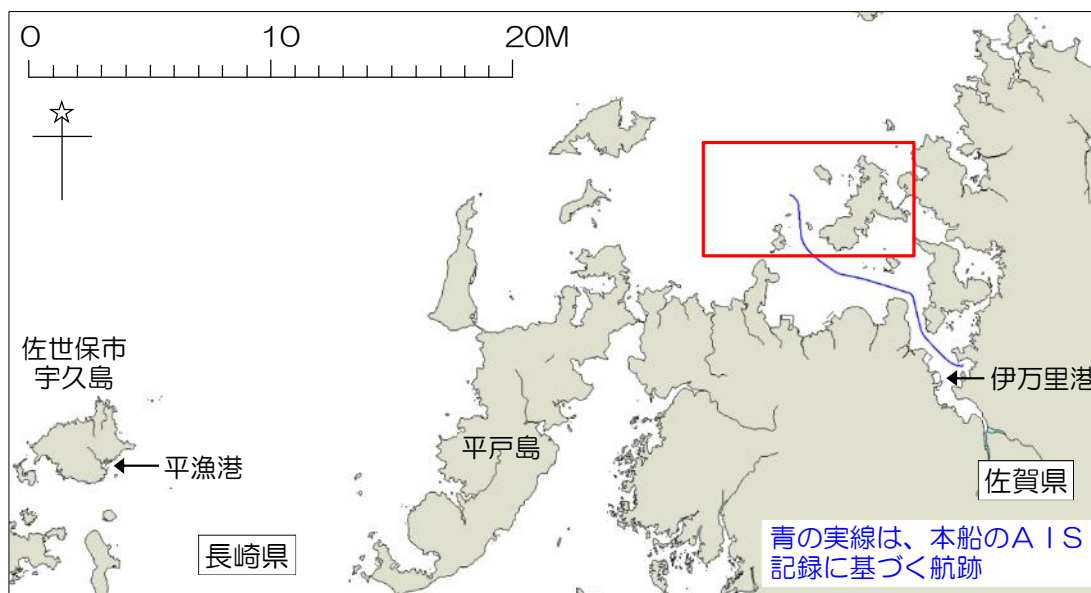 0 10 20M
佐世保市
宇久島
平漁港
平戸島
伊万里港
佐賀県
長崎県
青の実線は、本船のAIS
記録に基づく航跡